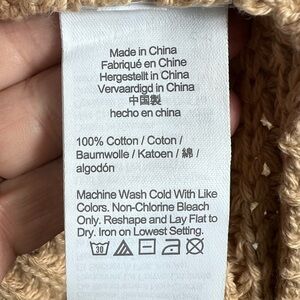 Made in China
Fabriqué en Chine
Hergestellt in China
Vervaardigd in China
中国製
hecho en china
100% Cotton / Coton /
Baumwolle / Katoen / 綿 /
algodón
Machine Wash Cold With Like
Colors. Non-Chlorine Bleach
Only. Reshape and Lay Flat to
Dry. Iron on Lowest Setting.
30